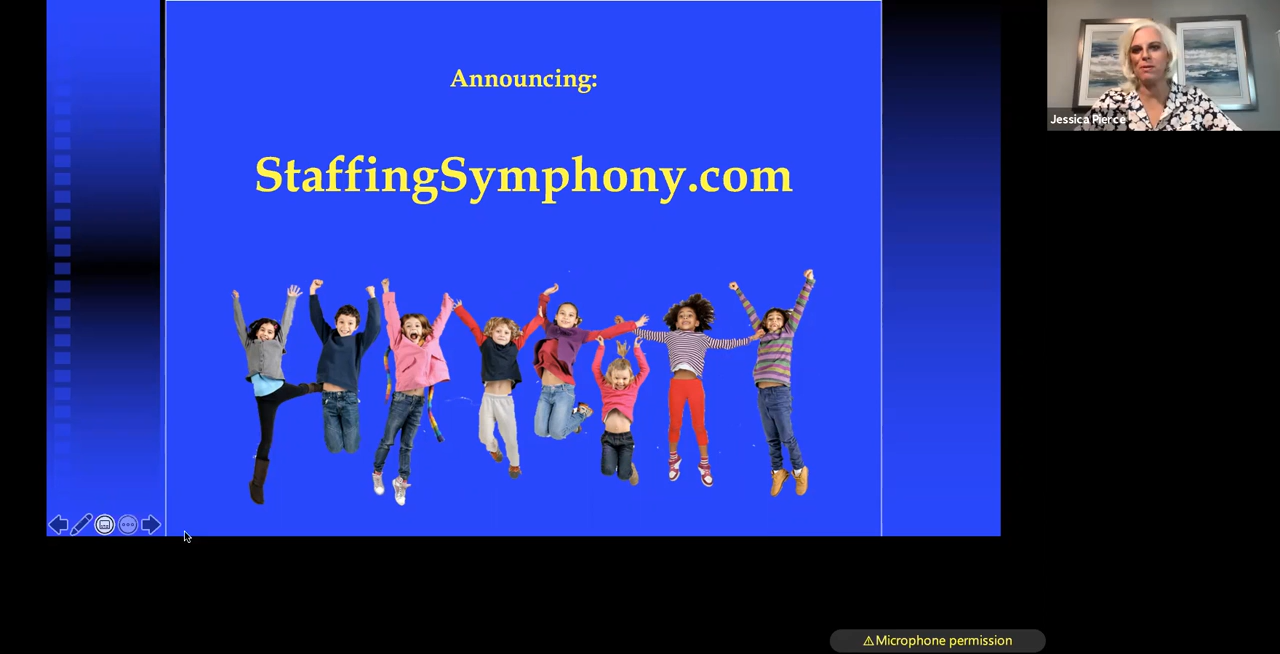 Announcing:
StaffingSymphony.com
Jessica Pierce
⚠Microphone permission